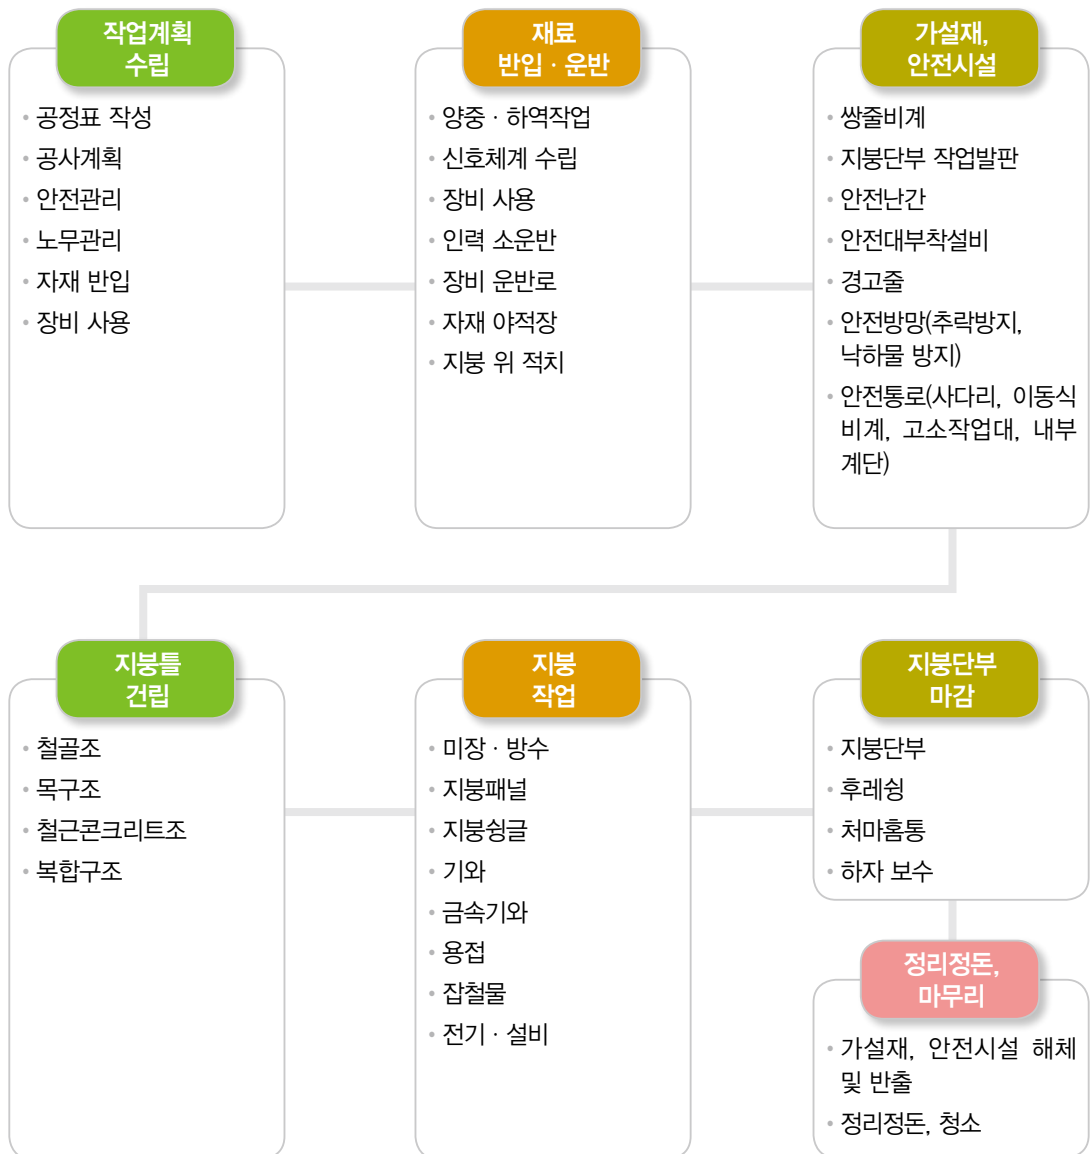 작업계획
수립
· 공정표 작성
· 공사계획
· 안전관리
· 노무관리
· 자재 반입
· 장비 사용
재료
반입 · 운반
· 양중 · 하역작업
· 신호체계 수립
· 장비 사용
· 인력 소운반
· 장비 운반로
· 자재 야적장
· 지붕 위 적치
가설재,
안전시설
· 쌍줄비계
· 지붕단부 작업발판
· 안전난간
· 안전대부착설비
· 경고줄
· 안전방망(추락방지,
낙하물 방지)
· 안전통로(사다리, 이동식
비계, 고소작업대, 내부
계단)
지붕틀
건립
· 철골조
· 목구조
· 철근콘크리트조
· 복합구조
지붕
작업
· 미장 · 방수
· 지붕패널
· 지붕슁글
· 기와
· 금속기와
· 용접
· 잡철물
· 전기 · 설비
지붕단부
마감
· 지붕단부
· 후레슁
· 처마홈통
· 하자 보수
정리정돈,
마무리
· 가설재, 안전시설 해체
및 반출
· 정리정돈, 청소